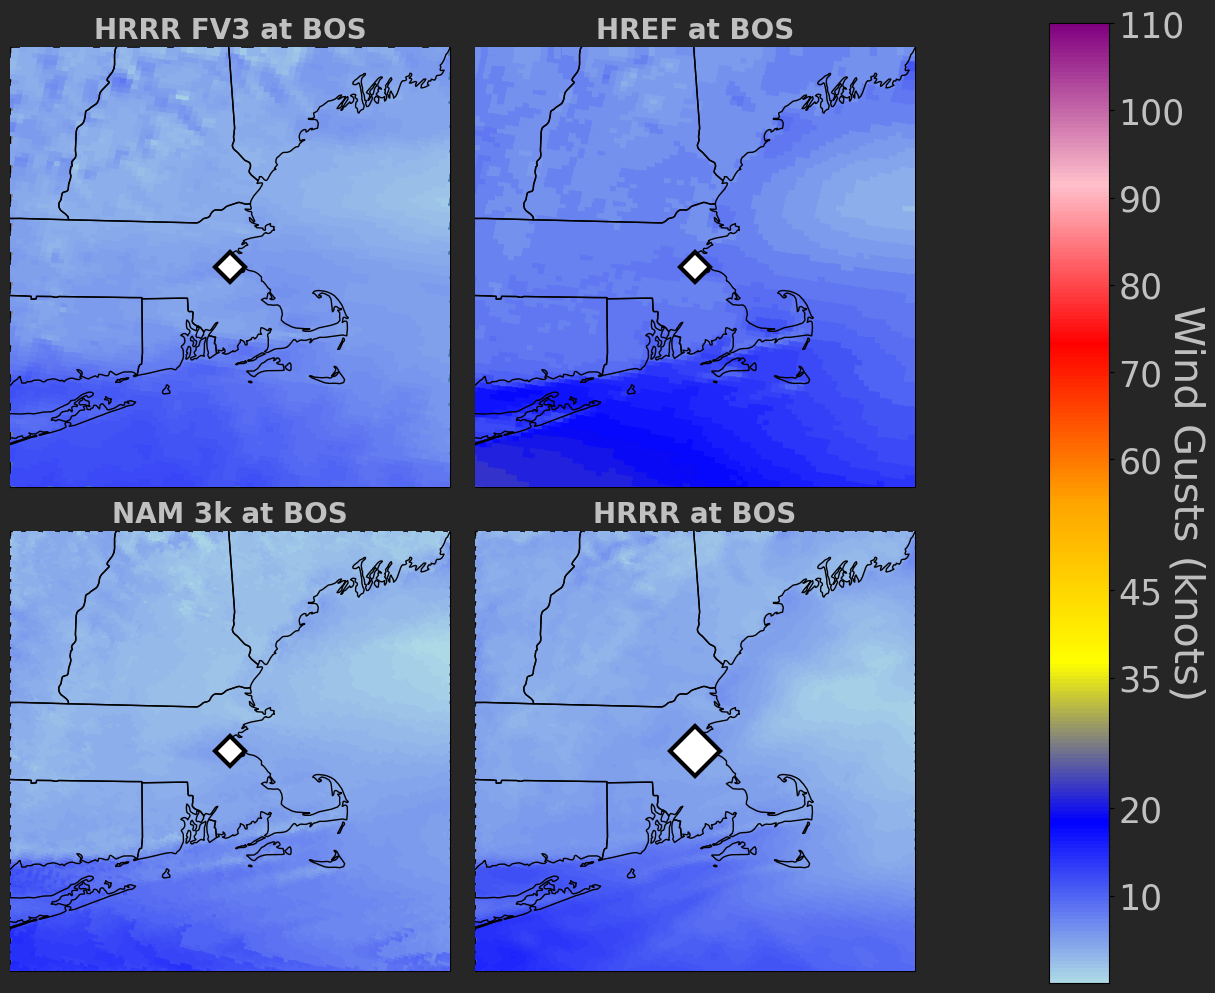 HRRR FV3 at BOS
HREF at BOS
NAM 3k at BOS
HRRR at BOS
110
100
90
80
70
60
45
35
20
10
Wind Gusts (knots)